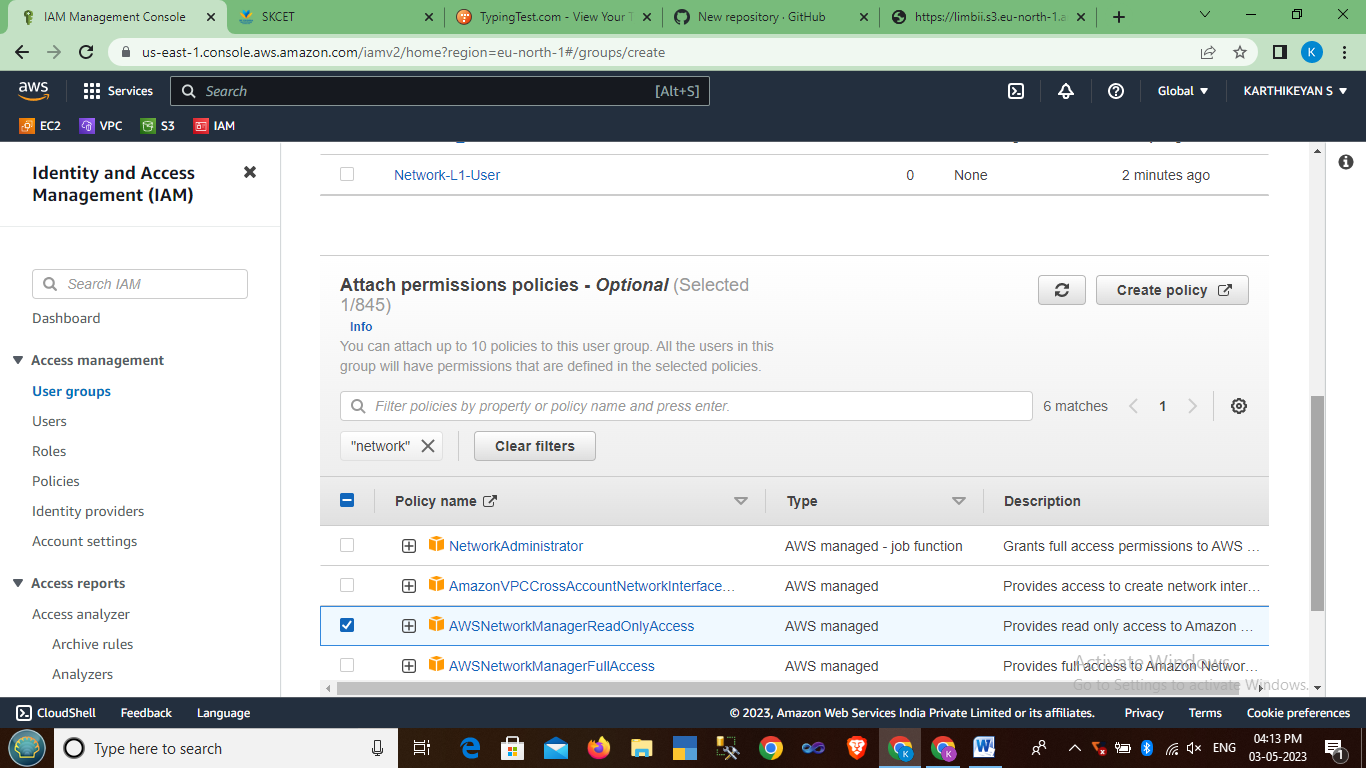 IAM Management Console
SKCET
TypingTest.com - View Your T
New repository · GitHub
https://limbii.s3.eu-north-1.a
us-east-1.console.aws.amazon.com/iamv2/home?region=eu-north-1#/groups/create
K
aws
Services
Search
[Alt+S]
Global
KARTHIKEYAN S
EC2
VPC
S3
IAM
Identity and Access
Management (IAM)
Search IAM
Dashboard
Access management
User groups
Users
Roles
Policies
Identity providers
Account settings
Access reports
Access analyzer
Archive rules
Analyzers
Network-L1-User
0
None
2 minutes ago
Attach permissions policies - Optional (Selected
1/845)
Info
You can attach up to 10 policies to this user group. All the users in this
group will have permissions that are defined in the selected policies.
Create policy
Filter policies by property or policy name and press enter.
6 matches
1
"network"
Clear filters
Policy name
Type
Description
NetworkAdministrator
AWS managed - job function
Grants full access permissions to AWS ...
AmazonVPCCrossAccountNetworkInterface...
AWS managed
Provides access to create network inter...
AWSNetworkManagerReadOnlyAccess
AWS managed
Provides read only access to Amazon ...
AWSNetworkManagerFullAccess
AWS managed
Provides full access to Amazon Networ...
Activate Windows
Go to Settings to activate Windows.
CloudShell
Feedback
Language
© 2023, Amazon Web Services India Private Limited or its affiliates.
Privacy
Terms
Cookie preferences
Type here to search
ENG
04:13 PM
03-05-2023
1